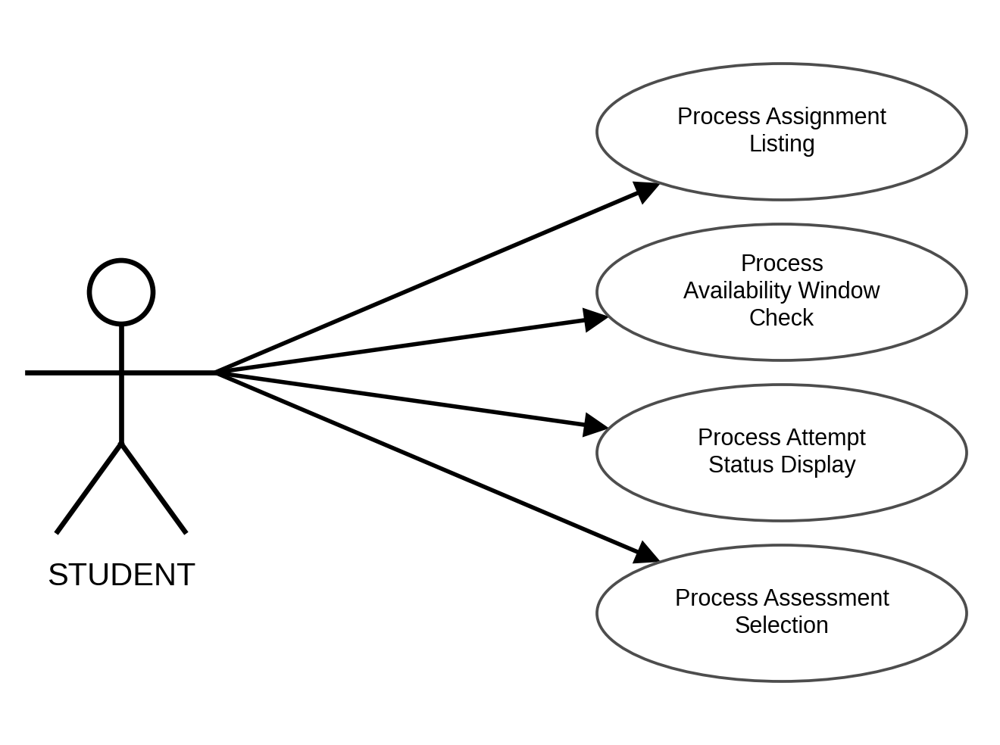 Process Assignment
Listing
Process
Availability Window
Check
Process Attempt
Status Display
Process Assessment
Selection
STUDENT